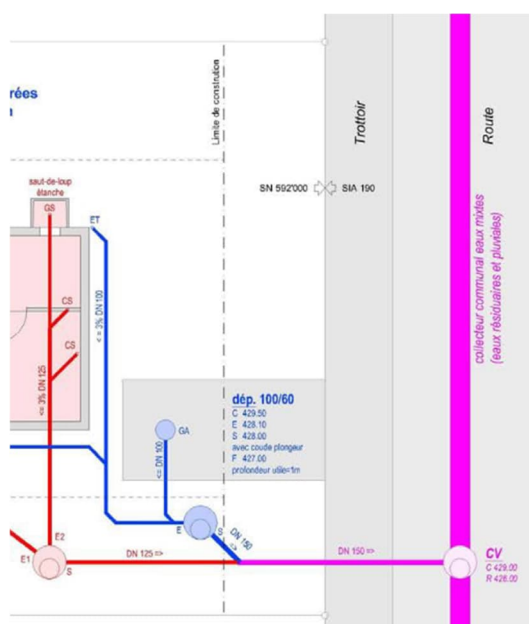 rées
n
Limite de constrution
Trottoir
Route
saut-de-loup
étanche
GS
ET
SN 592'000
SIA 190
CS
CS
<= 3% DN 100
<= 3% DN 125
collecteur communal eaux mixtes
(eaux résiduaires et pluviales)
dép. 100/60
C 429.50
E 428.10
S 428.00
avec coude plongeur
F 427.00
profondeur utile=1m
GA
<= DN 100
E
S
DN 150
=>
E2
E1
S
DN 125 =>
DN 150 =>
CV
C 429.00
R 426.00